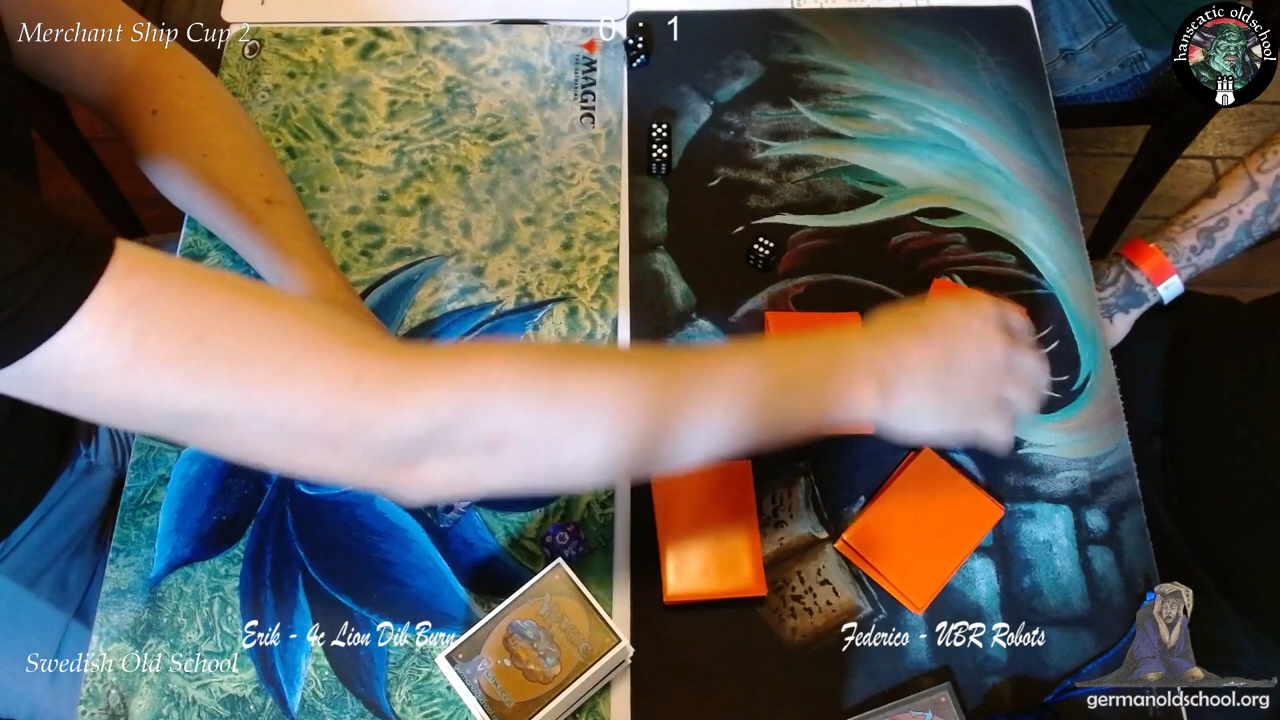 Merchant Ship Cup 2
0 : 1
hanseatic oldschool
MAGIC
Erik - 4c Lion Dib Burn
Federico - UBR Robots
Swedish Old School
germanoldschool.org